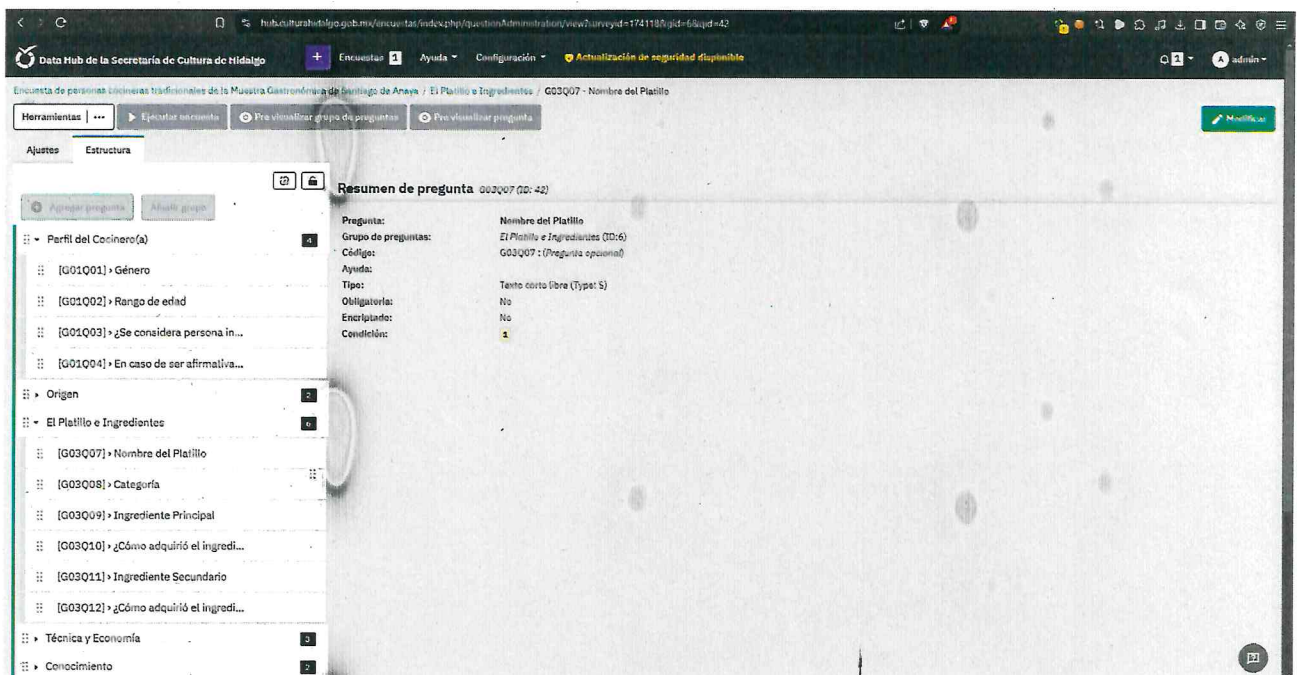 hub.culturahidalgo.gob.mx/encuestas/index.php/questionAdministration/view?surveyid=174118&gid=6&qid=42
Data Hub de la Secretaría de Cultura de Hidalgo + Encuestas 1 Ayuda Configuración Actualización de seguridad disponible 1 A admin
Encuesta de personas cocineras tradicionales de la Muestra Gastronómica de Santiago de Anaya / El Platillo e Ingredientes / G03Q07 - Nombre del Platillo
Herramientas | ... Ejecutar encuesta Pre visualizar grupo de preguntas Pre visualizar pregunta Modificar
Ajustes Estructura
Agregar pregunta Añadir grupo
Perfil del Cocinero(a) 4
[G01Q01] › Género
[G01Q02] › Rango de edad
[G01Q03] › ¿Se considera persona in...
[G01Q04] › En caso de ser afirmativa...
Origen 2
El Platillo e Ingredientes 6
[G03Q07] › Nombre del Platillo
[G03Q08] › Categoría
[G03Q09] › Ingrediente Principal
[G03Q10] › ¿Cómo adquirió el ingredi...
[G03Q11] › Ingrediente Secundario
[G03Q12] › ¿Cómo adquirió el ingredi...
Técnica y Economía 3
Conocimiento 2
Resumen de pregunta G03Q07 (ID: 42)
Pregunta: Nombre del Platillo
Grupo de preguntas: El Platillo e Ingredientes (ID:6)
Código: G03Q07 : (Pregunta opcional)
Ayuda:
Tipo: Texto corto libre (Type: S)
Obligatoria: No
Encriptado: No
Condición: 1